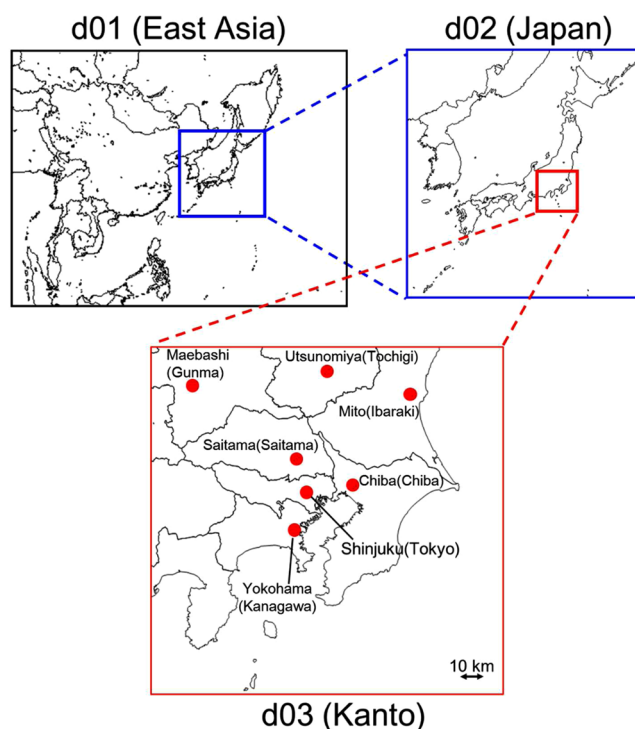 d01 (East Asia)
d02 (Japan)
Maebashi
(Gunma)
Utsunomiya(Tochigi)
Mito(Ibaraki)
Saitama(Saitama)
Chiba(Chiba)
Shinjuku(Tokyo)
Yokohama
(Kanagawa)
10 km
d03 (Kanto)